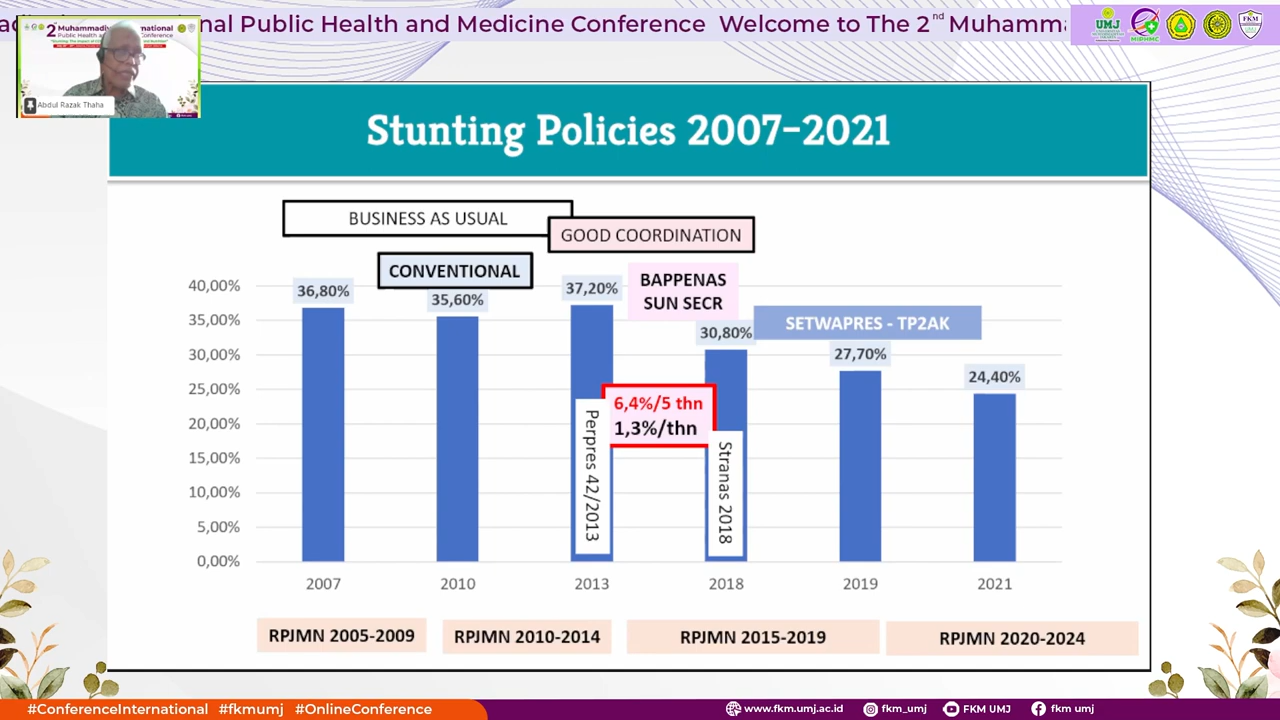 nal Public Health and Medicine Conference Welcome to The 2nd Muhamma
UMJ
MIPHMC
FKM
2nd Muhammadiy International
Public Health a Conference
Abdul Razak Thaha
Stunting Policies 2007–2021
BUSINESS AS USUAL
GOOD COORDINATION
CONVENTIONAL
BAPPENAS
SUN SECR
SETWAPRES - TP2AK
40,00%
35,00%
30,00%
25,00%
20,00%
15,00%
10,00%
5,00%
0,00%
36,80%
35,60%
37,20%
30,80%
27,70%
24,40%
6,4%/5 thn
1,3%/thn
Perpres 42/2013
Stranas 2018
2007
2010
2013
2018
2019
2021
RPJMN 2005-2009
RPJMN 2010-2014
RPJMN 2015-2019
RPJMN 2020-2024
#ConferenceInternational #fkmumj #OnlineConference
www.fkm.umj.ac.id
fkm_umj
FKM UMJ
fkm umj